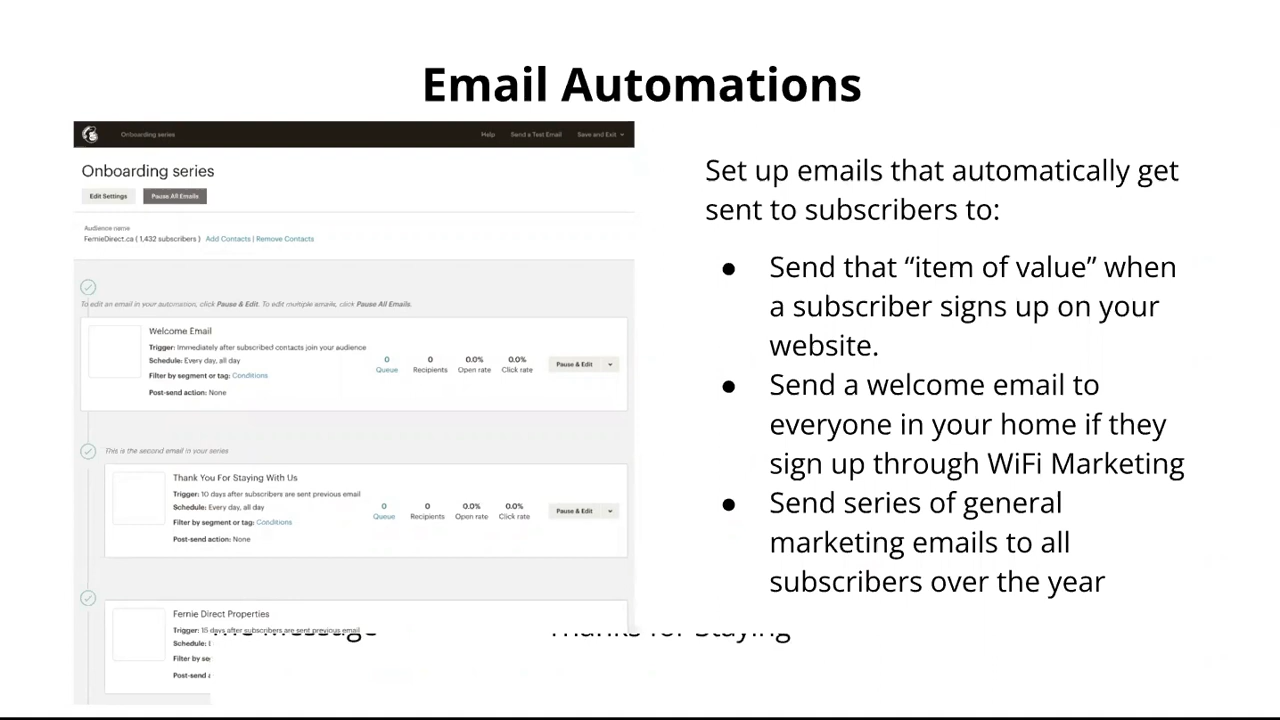 Email Automations
Onboarding series
Help
Send a Test Email
Save and Exit
Onboarding series
Edit Settings
Pause All Emails
Audience name
FernieDirect.ca ( 1,432 subscribers ) Add Contacts | Remove Contacts
To edit an email in your automation, click Pause & Edit. To edit multiple emails, click Pause All Emails.
Welcome Email
Trigger: Immediately after subscribed contacts join your audience
Schedule: Every day, all day
Filter by segment or tag: Conditions
Post-send action: None
0 0 0.0% 0.0%
Queue Recipients Open rate Click rate
Pause & Edit
This is the second email in your series
Thank You For Staying With Us
Trigger: 10 days after subscribers are sent previous email
Schedule: Every day, all day
Filter by segment or tag: Conditions
Post-send action: None
0 0 0.0% 0.0%
Queue Recipients Open rate Click rate
Pause & Edit
Fernie Direct Properties
Trigger: 15 days after subscribers are sent previous email
Schedule:
Filter by se
Post-send
Set up emails that automatically get
sent to subscribers to:
● Send that “item of value” when
a subscriber signs up on your
website.
● Send a welcome email to
everyone in your home if they
sign up through WiFi Marketing
● Send series of general
marketing emails to all
subscribers over the year
Thanks for Staying